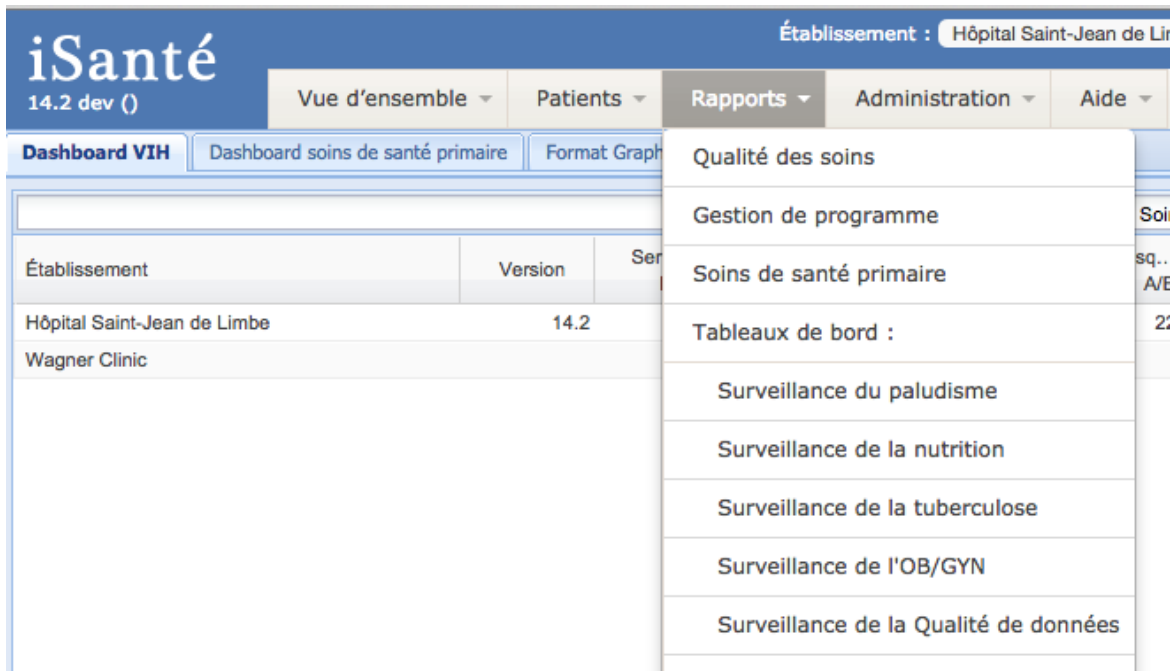 Établissement : Hôpital Saint-Jean de
iSanté
14.2 dev ()
Vue d'ensemble Patients Rapports Administration Aide
Dashboard VIH Dashboard soins de santé primaire Format
Qualité des soins
Gestion de programme
Soins de santé primaire
Tableaux de bord :
Surveillance du paludisme
Surveillance de la nutrition
Surveillance de la tuberculose
Surveillance de l'OB/GYN
Surveillance de la Qualité de données
Établissement Version
Hôpital Saint-Jean de Limbe 14.2
Wagner Clinic